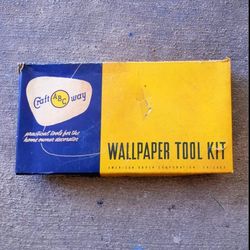 Craft ABC way
practical tools for the
home owner decorator
WALLPAPER TOOL KIT
AMERICAN BRUSH CORPORATION, CHICAGO